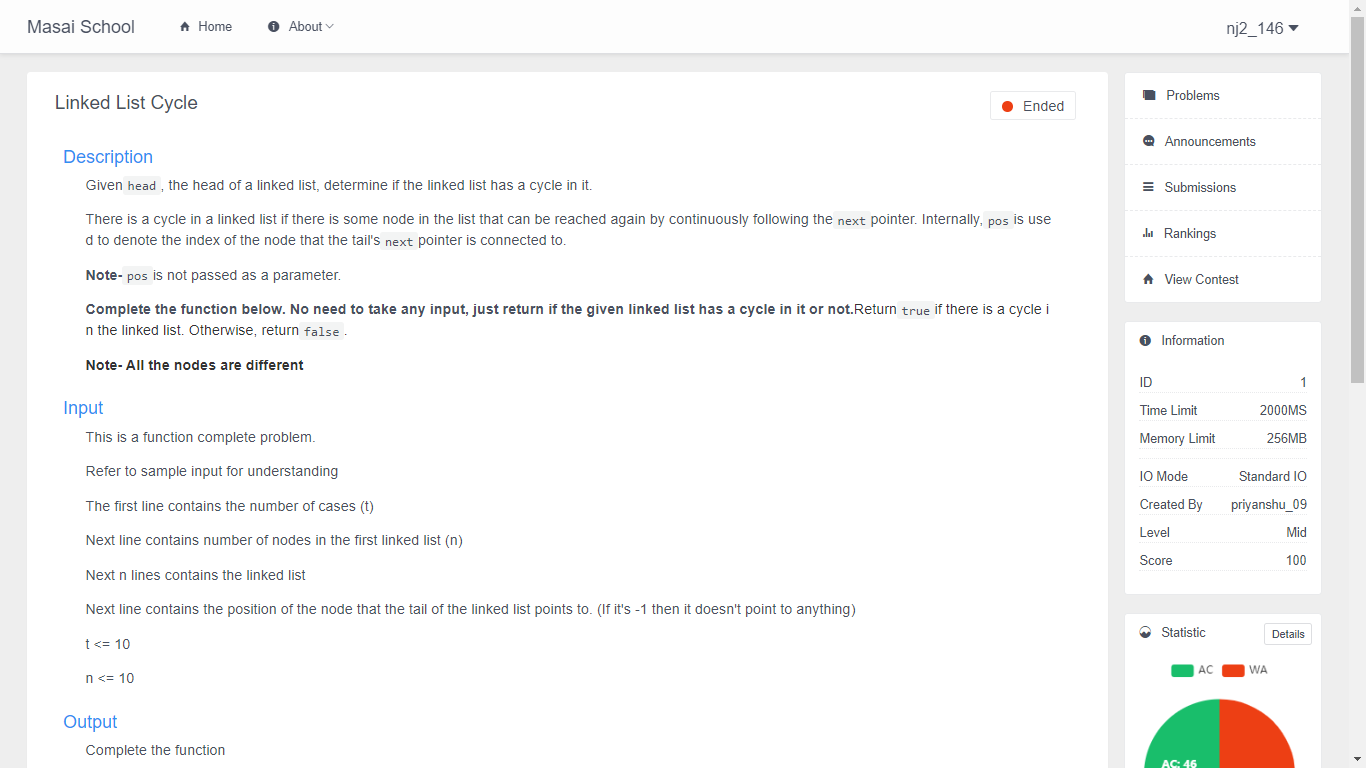 Masai School
Home
About
nj2_146
Linked List Cycle
Ended
Description
Given head , the head of a linked list, determine if the linked list has a cycle in it.
There is a cycle in a linked list if there is some node in the list that can be reached again by continuously following the next pointer. Internally, pos is use
d to denote the index of the node that the tail's next pointer is connected to.
Note- pos is not passed as a parameter.
Complete the function below. No need to take any input, just return if the given linked list has a cycle in it or not.Return true if there is a cycle i
n the linked list. Otherwise, return false .
Note- All the nodes are different
Input
This is a function complete problem.
Refer to sample input for understanding
The first line contains the number of cases (t)
Next line contains number of nodes in the first linked list (n)
Next n lines contains the linked list
Next line contains the position of the node that the tail of the linked list points to. (If it's -1 then it doesn't point to anything)
t <= 10
n <= 10
Output
Complete the function
Problems
Announcements
Submissions
Rankings
View Contest
Information
ID 1
Time Limit 2000MS
Memory Limit 256MB
IO Mode Standard IO
Created By priyanshu_09
Level Mid
Score 100
Statistic Details
AC WA
AC: 46